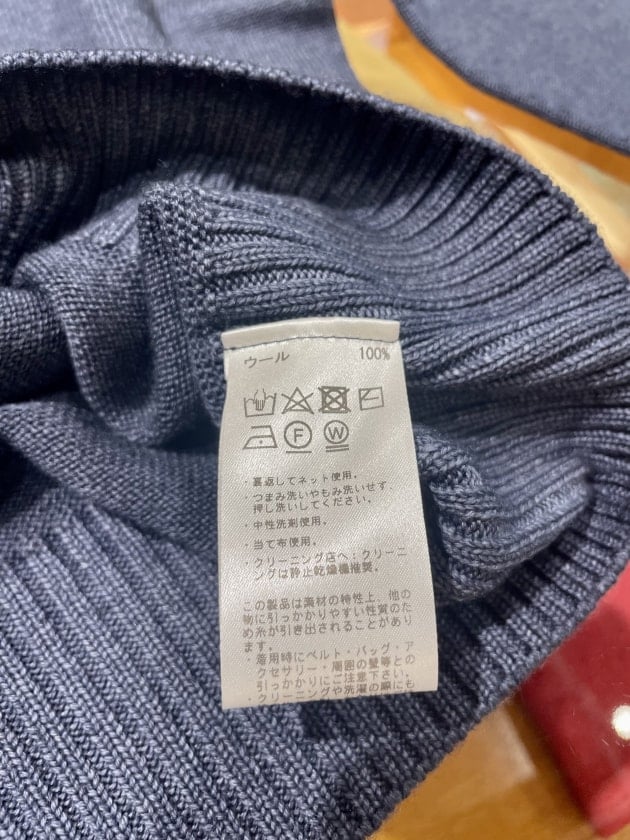 ウール 100%
F W
・裏返してネット使用。
・つまみ洗いやもみ洗いせず、
押し洗いしてください。
・中性洗剤使用。
・当て布使用。
・クリーニング店へ:クリーニ
ングは静止乾燥機推奨。
この製品は素材の特性上、他の
物に引っかかりやすい性質のた
め糸が引き出されることがあり
ます。
・着用時にベルト・バッグ・ア
クセサリー・周囲の壁等との
引っかかりにご注意下さい。
・クリーニングや洗濯の際にも